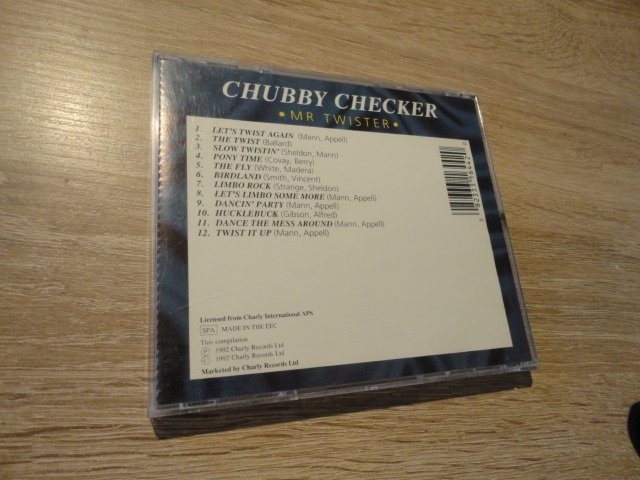 CHUBBY CHECKER
• MR TWISTER •
1. LET'S TWIST AGAIN (Mann, Appell)
2. THE TWIST (Ballard)
3. SLOW TWISTIN' (Sheldon, Mann)
4. PONY TIME (Covay, Berry)
5. THE FLY (White, Madera)
6. BIRDLAND (Smith, Vincent)
7. LIMBO ROCK (Strange, Sheldon)
8. LET'S LIMBO SOME MORE (Mann, Appell)
9. DANCIN' PARTY (Mann, Appell)
10. HUCKLEBUCK (Gibson, Alfred)
11. DANCE THE MESS AROUND (Mann, Appell)
12. TWIST IT UP (Mann, Appell)
Licensed from Charly International APS
SPA MADE IN THE EEC
This compilation
Ⓟ 1992 Charly Records Ltd
© 1992 Charly Records Ltd
Marketed by Charly Records Ltd